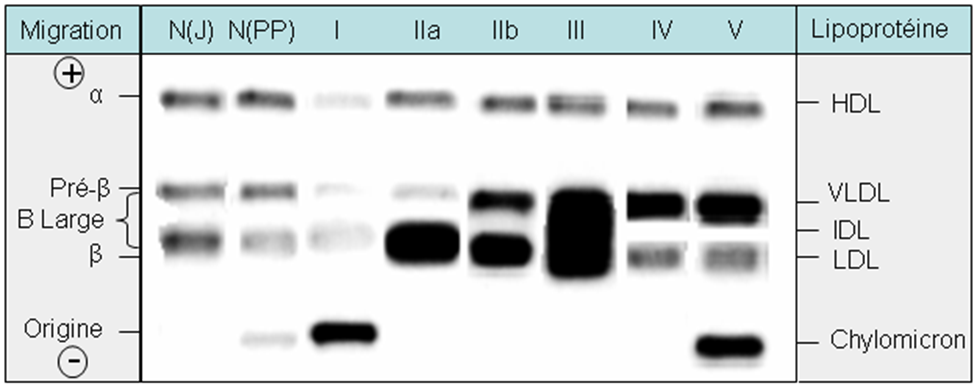 Migration N(J) N(PP) I IIa IIb III IV V Lipoprotéine
+
α HDL
Pré-β VLDL
B Large IDL
β LDL
Origine Chylomicron
-